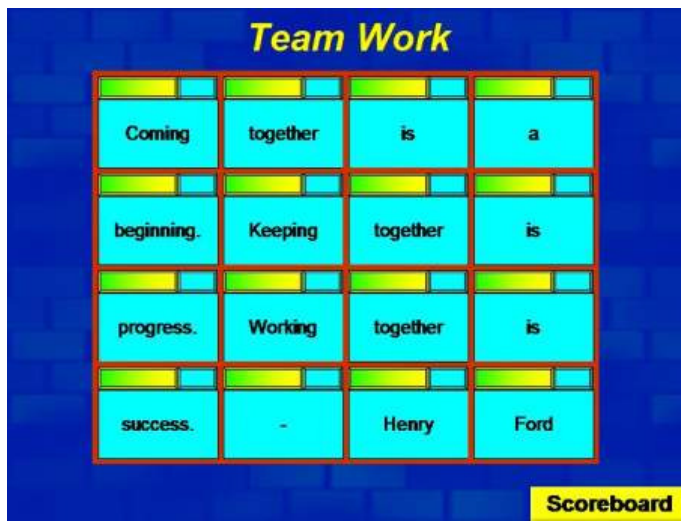 Team Work
Coming together is a
beginning. Keeping together is
progress. Working together is
success. - Henry Ford
Scoreboard